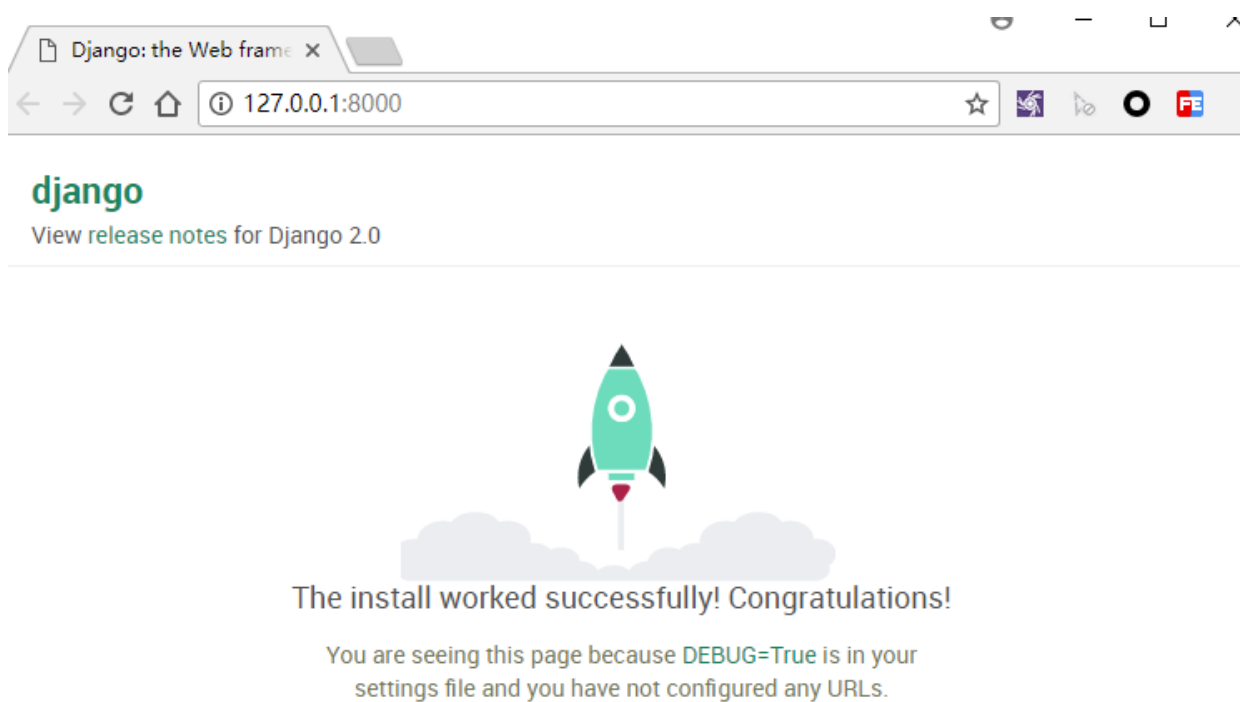 Django: the Web frame
127.0.0.1:8000
FE
django
View release notes for Django 2.0
The install worked successfully! Congratulations!
You are seeing this page because DEBUG=True is in your
settings file and you have not configured any URLs.